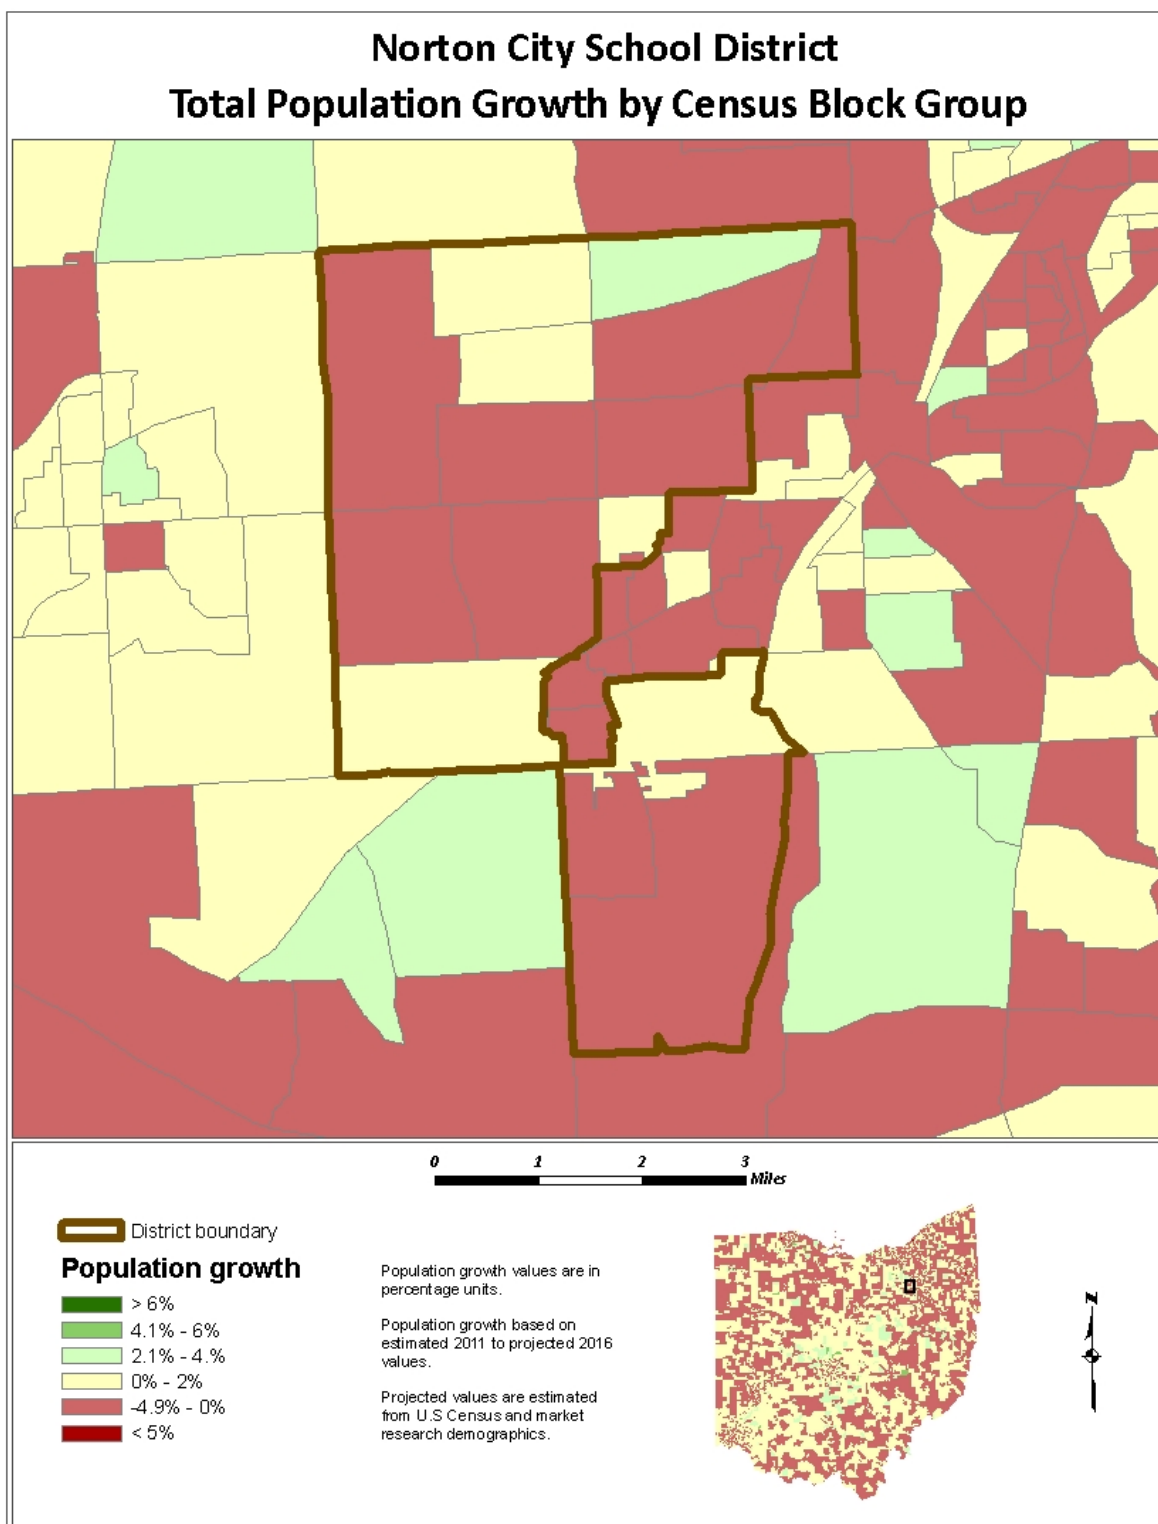 Norton City School District
Total Population Growth by Census Block Group
0 1 2 3
Miles
District boundary
Population growth
> 6%
4.1% - 6%
2.1% - 4.%
0% - 2%
-4.9% - 0%
< 5%
Population growth values are in
percentage units.
Population growth based on
estimated 2011 to projected 2016
values.
Projected values are estimated
from U.S Census and market
research demographics.
N